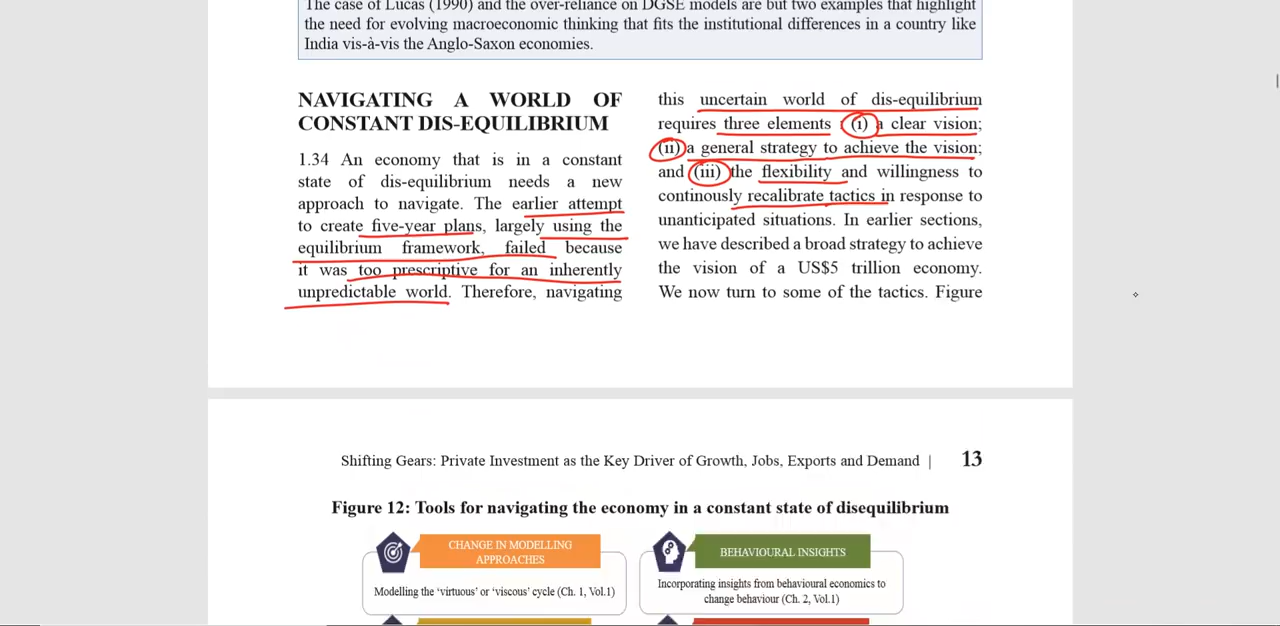 The case of Lucas (1990) and the over-reliance on DGSE models are but two examples that highlight
the need for evolving macroeconomic thinking that fits the institutional differences in a country like
India vis-à-vis the Anglo-Saxon economies.
NAVIGATING A WORLD OF
CONSTANT DIS-EQUILIBRIUM
1.34 An economy that is in a constant
state of dis-equilibrium needs a new
approach to navigate. The earlier attempt
to create five-year plans, largely using the
equilibrium framework, failed because
it was too prescriptive for an inherently
unpredictable world. Therefore, navigating
this uncertain world of dis-equilibrium
requires three elements : (i) a clear vision;
(ii) a general strategy to achieve the vision;
and (iii) the flexibility and willingness to
continously recalibrate tactics in response to
unanticipated situations. In earlier sections,
we have described a broad strategy to achieve
the vision of a US$5 trillion economy.
We now turn to some of the tactics. Figure
Shifting Gears: Private Investment as the Key Driver of Growth, Jobs, Exports and Demand | 13
Figure 12: Tools for navigating the economy in a constant state of disequilibrium
CHANGE IN MODELLING
APPROACHES
Modelling the 'virtuous' or 'viscous' cycle (Ch. 1, Vol.1)
BEHAVIOURAL INSIGHTS
Incorporating insights from behavioural economics to
change behaviour (Ch. 2, Vol.1)